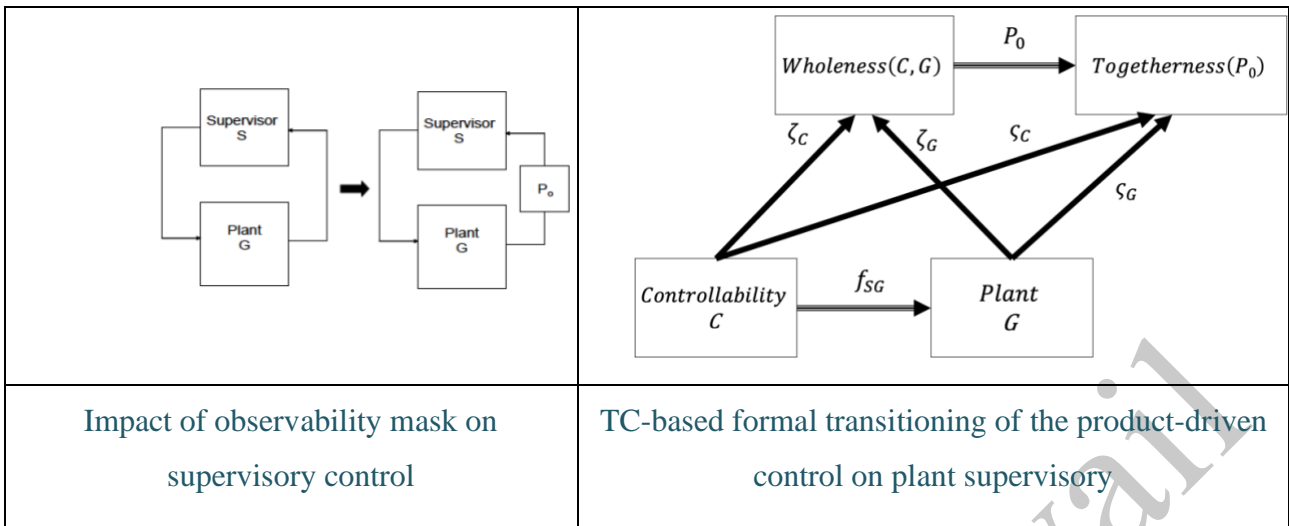 Supervisor
S
Plant
G
Supervisor
S
P₀
Plant
G
Wholeness(C, G)
P₀
Togetherness(P₀)
ζ_C
ζ_G
ς_C
ς_G
Controllability
C
f_SG
Plant
G
Impact of observability mask on
supervisory control
TC-based formal transitioning of the product-driven
control on plant supervisory